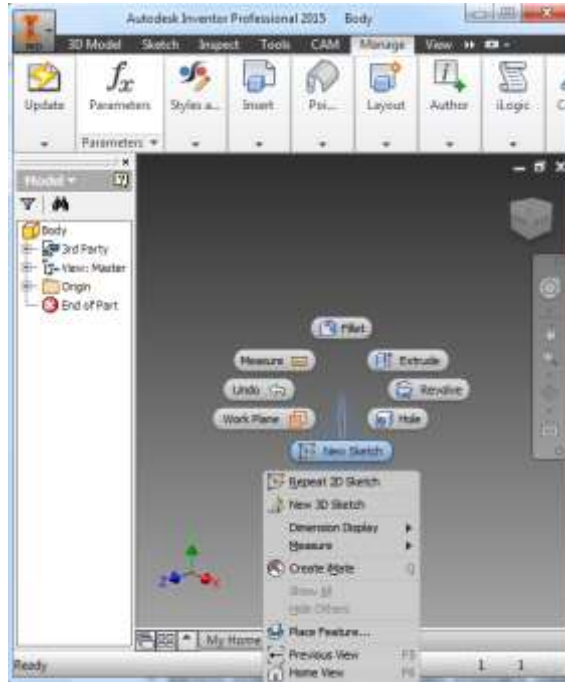 Autodesk Inventor Professional 2015 Body
3D Model Sketch Inspect Tools CAM Manage View
Update Parameters Styles a... Insert Poi... Layout Author iLogic
Parameters
Model
Body
3rd Party
View: Master
Origin
End of Part
Fillet
Measure Extrude
Undo Revolve
Work Plane Hole
New Sketch
Repeat 2D Sketch
New 3D Sketch
Dimension Display
Measure
Create iMate Q
Show All
Hide Others
Place Feature...
Previous View F5
Home View F6
My Home
Ready 1 1